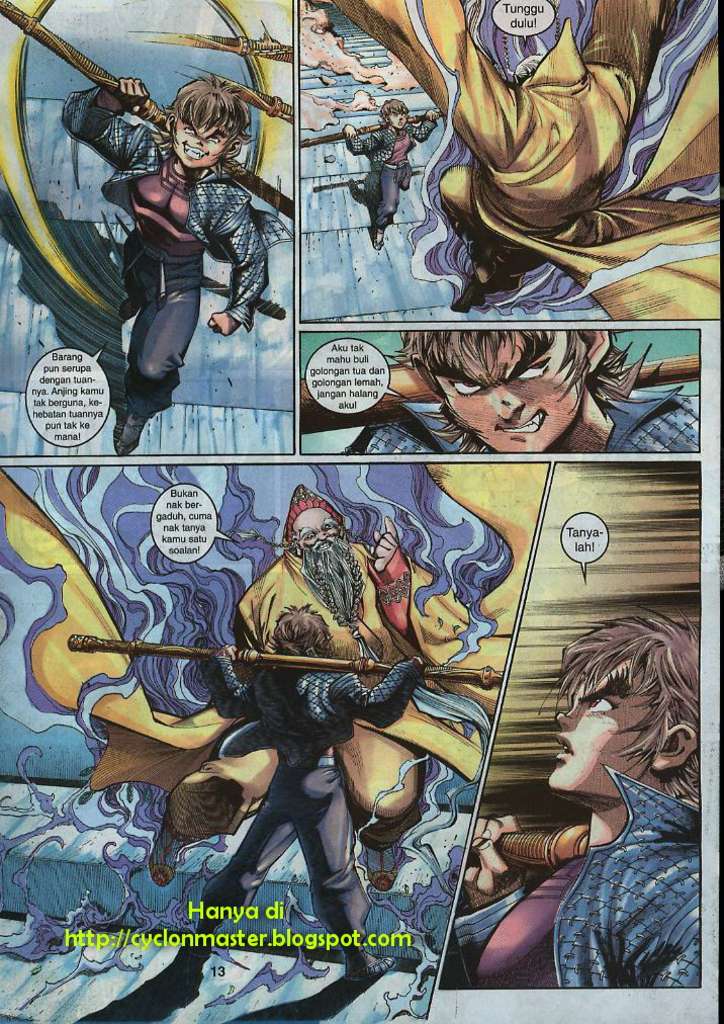 Barang
pun serupa
dengan tuan-
nya. Anjing kamu
tak berguna, ke-
hebatan tuannya
pun tak ke
mana!
Tunggu
dulu!
Aku tak
mahu buli
golongan tua dan
golongan lemah,
jangan halang
aku!
Bukan
nak ber-
gaduh, cuma
nak tanya
kamu satu
soalan!
Tanya-
lah!
Hanya di
http://cyclonmaster.blogspot.com
13